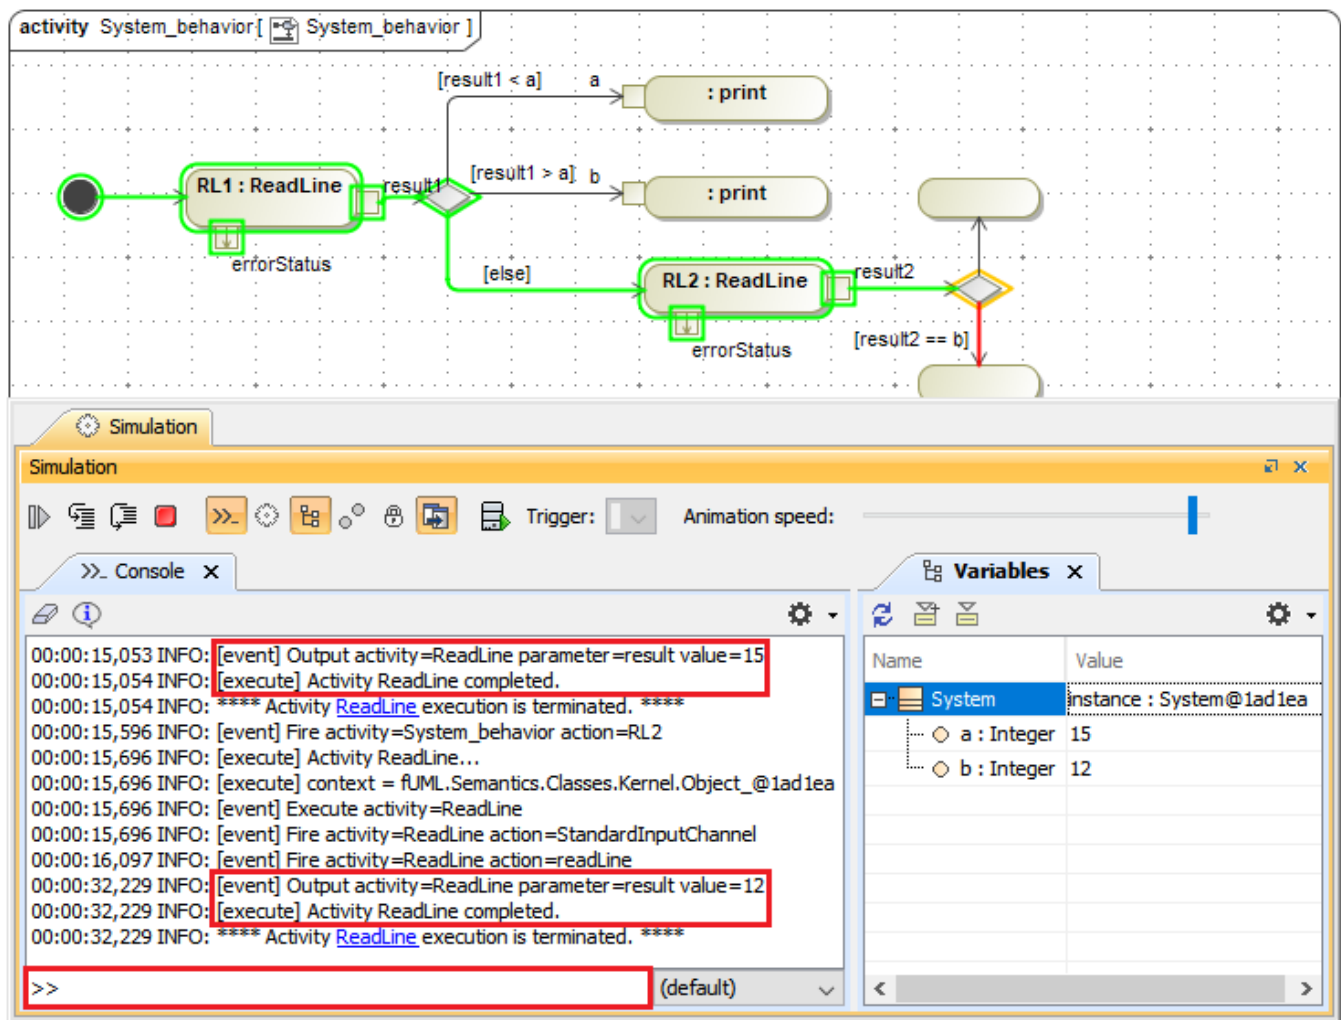 activity System_behavior [ System_behavior ]
[result1 < a] a
: print
RL1 : ReadLine
result1
[result1 > a] b
: print
errorStatus
[else]
RL2 : ReadLine
result2
errorStatus
[result2 == b]
Simulation
Simulation
Trigger:
Animation speed:
Console
Variables
00:00:15,053 INFO: [event] Output activity=ReadLine parameter=result value=15
00:00:15,054 INFO: [execute] Activity ReadLine completed.
00:00:15,054 INFO: **** Activity ReadLine execution is terminated. ****
00:00:15,596 INFO: [event] Fire activity=System_behavior action=RL2
00:00:15,696 INFO: [execute] Activity ReadLine...
00:00:15,696 INFO: [execute] context = fUML.Semantics.Classes.Kernel.Object_@1ad1ea
00:00:15,696 INFO: [event] Execute activity=ReadLine
00:00:15,696 INFO: [event] Fire activity=ReadLine action=StandardInputChannel
00:00:16,097 INFO: [event] Fire activity=ReadLine action=readLine
00:00:32,229 INFO: [event] Output activity=ReadLine parameter=result value=12
00:00:32,229 INFO: [execute] Activity ReadLine completed.
00:00:32,229 INFO: **** Activity ReadLine execution is terminated. ****
>>
(default)
Name Value
System instance : System@1ad1ea
a : Integer 15
b : Integer 12